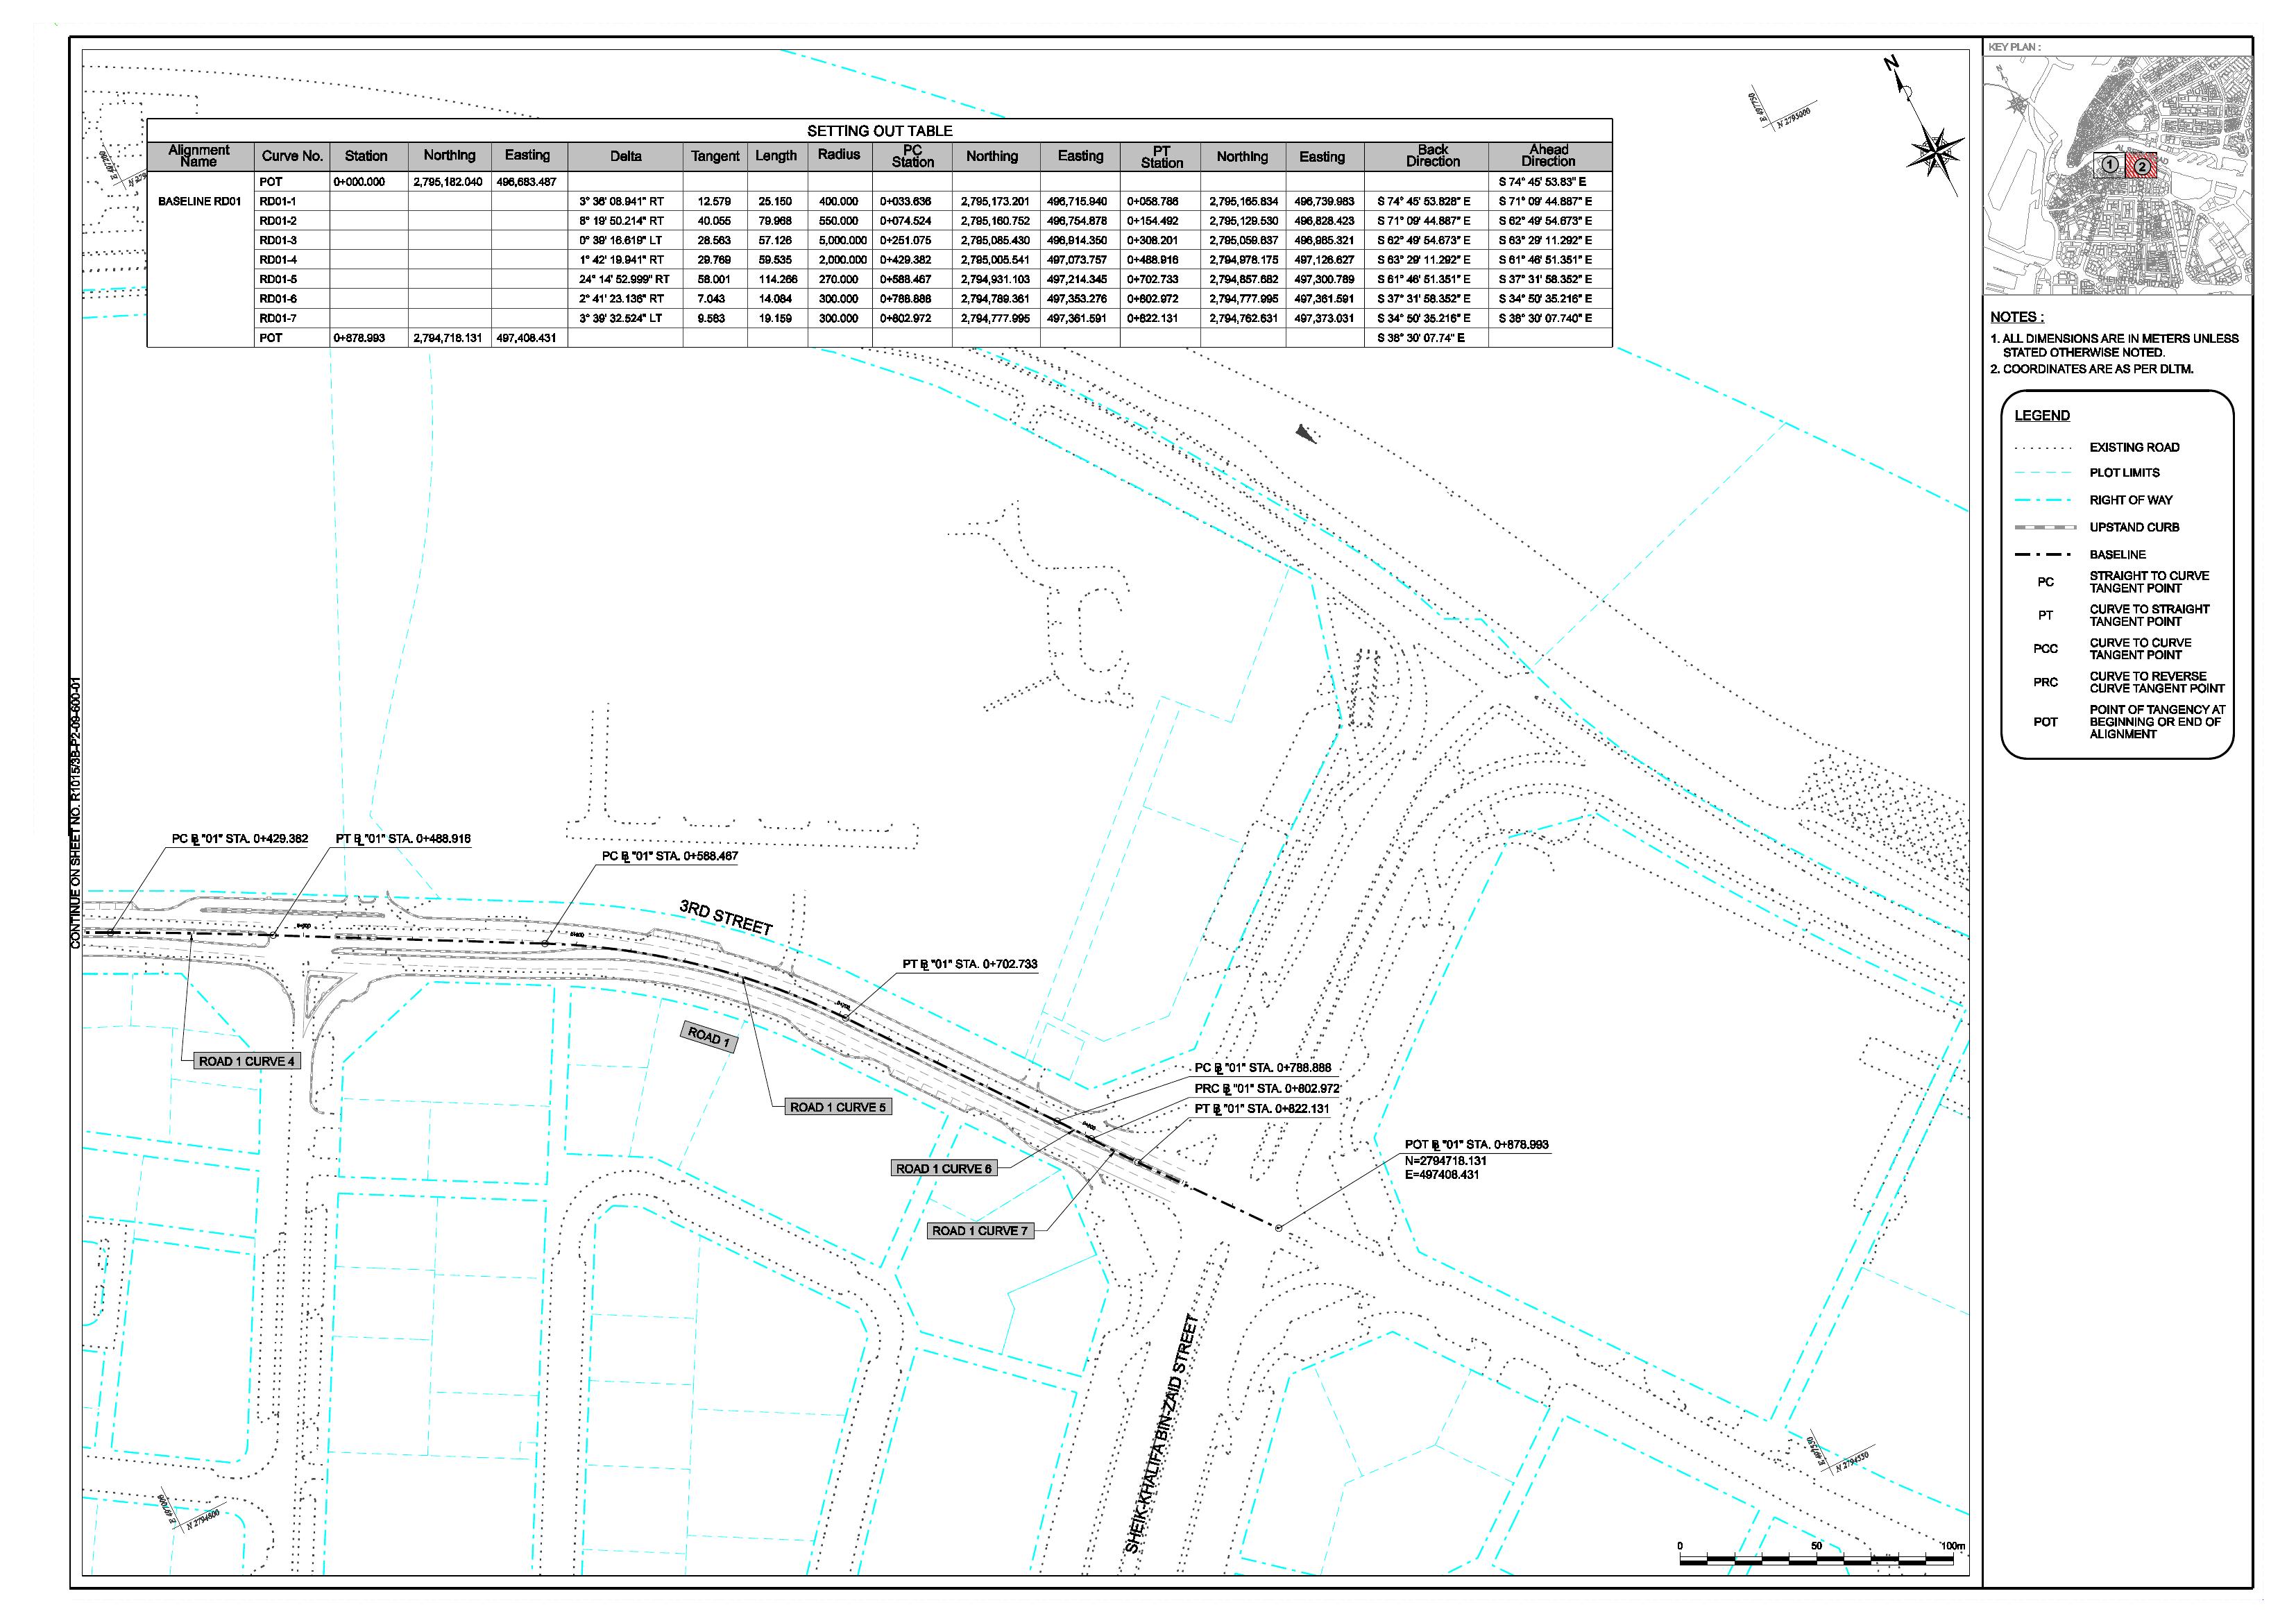 SETTING OUT TABLE
Alignment Name Curve No. Station Northing Easting Delta Tangent Length Radius PC Station Northing Easting PT Station Northing Easting Back Direction Ahead Direction
POT 0+000.000 2,795,182.040 496,683.487 S 74° 45' 53.83" E
BASELINE RD01 RD01-1 3° 36' 08.941" RT 12.579 25.150 400.000 0+033.636 2,795,173.201 496,715.940 0+058.786 2,795,165.834 496,739.983 S 74° 45' 53.828" E S 71° 09' 44.887" E
RD01-2 8° 19' 50.214" RT 40.055 79.968 550.000 0+074.524 2,795,160.752 496,754.878 0+154.492 2,795,129.530 496,828.423 S 71° 09' 44.887" E S 62° 49' 54.673" E
RD01-3 0° 39' 16.619" LT 28.563 57.126 5,000.000 0+251.075 2,795,085.430 496,914.350 0+308.201 2,795,059.637 496,965.321 S 62° 49' 54.673" E S 63° 29' 11.292" E
RD01-4 1° 42' 19.941" RT 29.769 59.535 2,000.000 0+429.382 2,795,005.541 497,073.757 0+488.916 2,794,978.175 497,126.627 S 63° 29' 11.292" E S 61° 46' 51.351" E
RD01-5 24° 14' 52.999" RT 58.001 114.266 270.000 0+588.467 2,794,931.103 497,214.345 0+702.733 2,794,857.682 497,300.789 S 61° 46' 51.351" E S 37° 31' 58.352" E
RD01-6 2° 41' 23.136" RT 7.043 14.084 300.000 0+788.888 2,794,789.361 497,353.276 0+802.972 2,794,777.995 497,361.591 S 37° 31' 58.352" E S 34° 50' 35.216" E
RD01-7 3° 39' 32.524" LT 9.583 19.159 300.000 0+802.972 2,794,777.995 497,361.591 0+822.131 2,794,762.631 497,373.031 S 34° 50' 35.216" E S 38° 30' 07.740" E
POT 0+878.993 2,794,718.131 497,408.431 S 38° 30' 07.74" E
N
N 2795000
KEY PLAN :
1
2
NOTES :
1. ALL DIMENSIONS ARE IN METERS UNLESS
STATED OTHERWISE NOTED.
2. COORDINATES ARE AS PER DLTM.
LEGEND
EXISTING ROAD
PLOT LIMITS
RIGHT OF WAY
UPSTAND CURB
BASELINE
PC STRAIGHT TO CURVE
TANGENT POINT
PT CURVE TO STRAIGHT
TANGENT POINT
PCC CURVE TO CURVE
TANGENT POINT
PRC CURVE TO REVERSE
CURVE TANGENT POINT
POT POINT OF TANGENCY AT
BEGINNING OR END OF
ALIGNMENT
CONTINUE ON SHEET NO. R1015/3B-P2-09-600-01
PC BL "01" STA. 0+429.382
PT BL "01" STA. 0+488.916
PC BL "01" STA. 0+588.467
3RD STREET
PT BL "01" STA. 0+702.733
ROAD 1
ROAD 1 CURVE 4
ROAD 1 CURVE 5
PC BL "01" STA. 0+788.888
PRC BL "01" STA. 0+802.972
PT BL "01" STA. 0+822.131
POT BL "01" STA. 0+878.993
N=2794718.131
E=497408.431
ROAD 1 CURVE 6
ROAD 1 CURVE 7
SHEIK-KHALIFA BIN-ZAID STREET
N 2794550
N 2794800
0 50 100m